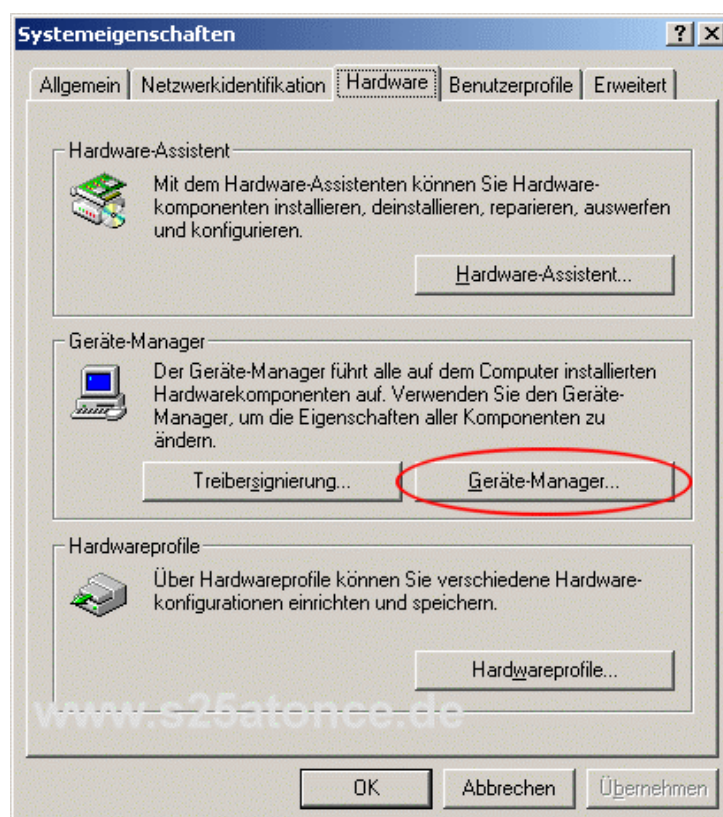 Systemeigenschaften
Allgemein Netzwerkidentifikation Hardware Benutzerprofile Erweitert
Hardware-Assistent
Mit dem Hardware-Assistenten können Sie Hardware-
komponenten installieren, deinstallieren, reparieren, auswerfen
und konfigurieren.
Hardware-Assistent...
Geräte-Manager
Der Geräte-Manager führt alle auf dem Computer installierten
Hardwarekomponenten auf. Verwenden Sie den Geräte-
Manager, um die Eigenschaften aller Komponenten zu
ändern.
Treibersignierung... Geräte-Manager...
Hardwareprofile
Über Hardwareprofile können Sie verschiedene Hardware-
konfigurationen einrichten und speichern.
Hardwareprofile...
www.s25atonce.de
OK Abbrechen Übernehmen